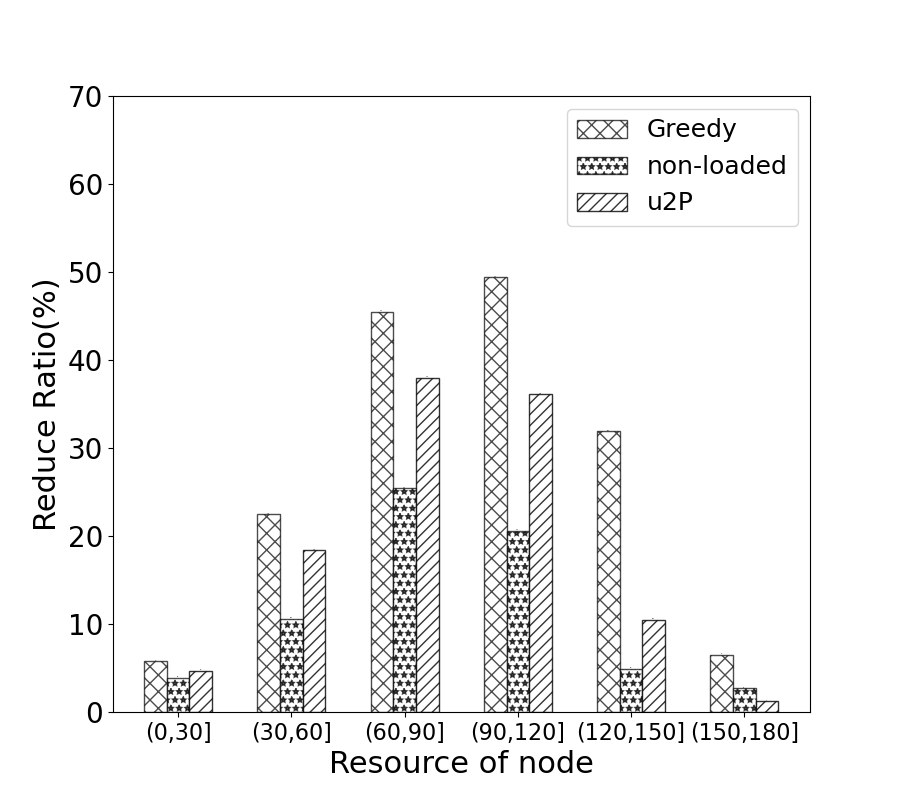 70
60
50
40
30
20
10
0
Reduce Ratio(%)
Greedy
non-loaded
u2P
(0,30] (30,60] (60,90] (90,120] (120,150] (150,180]
Resource of node